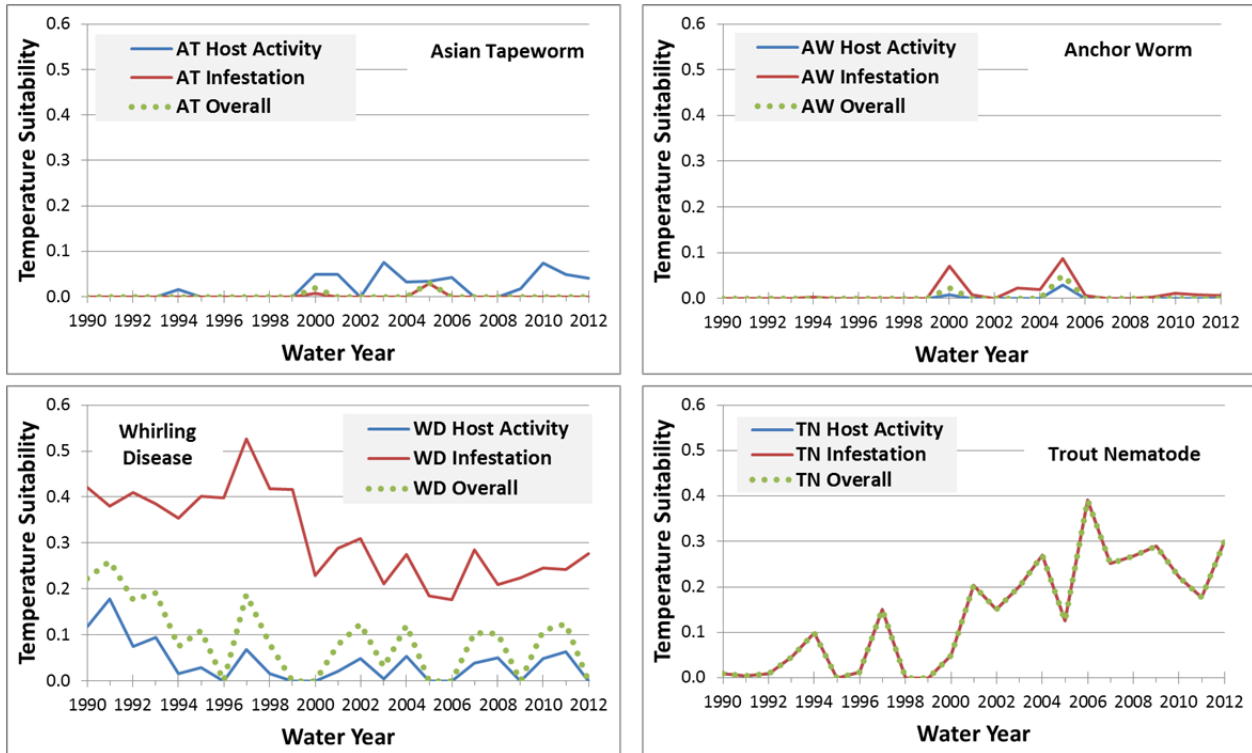 Temperature Suitability
0.6
0.5
0.4
0.3
0.2
0.1
0.0
AT Host Activity
AT Infestation
AT Overall
Asian Tapeworm
1990 1992 1994 1996 1998 2000 2002 2004 2006 2008 2010 2012
Water Year
Temperature Suitability
0.6
0.5
0.4
0.3
0.2
0.1
0.0
AW Host Activity
AW Infestation
AW Overall
Anchor Worm
1990 1992 1994 1996 1998 2000 2002 2004 2006 2008 2010 2012
Water Year
Temperature Suitability
0.6
0.5
0.4
0.3
0.2
0.1
0.0
Whirling
Disease
WD Host Activity
WD Infestation
WD Overall
1990 1992 1994 1996 1998 2000 2002 2004 2006 2008 2010 2012
Water Year
Temperature Suitability
0.6
0.5
0.4
0.3
0.2
0.1
0.0
TN Host Activity
TN Infestation
TN Overall
Trout Nematode
1990 1992 1994 1996 1998 2000 2002 2004 2006 2008 2010 2012
Water Year